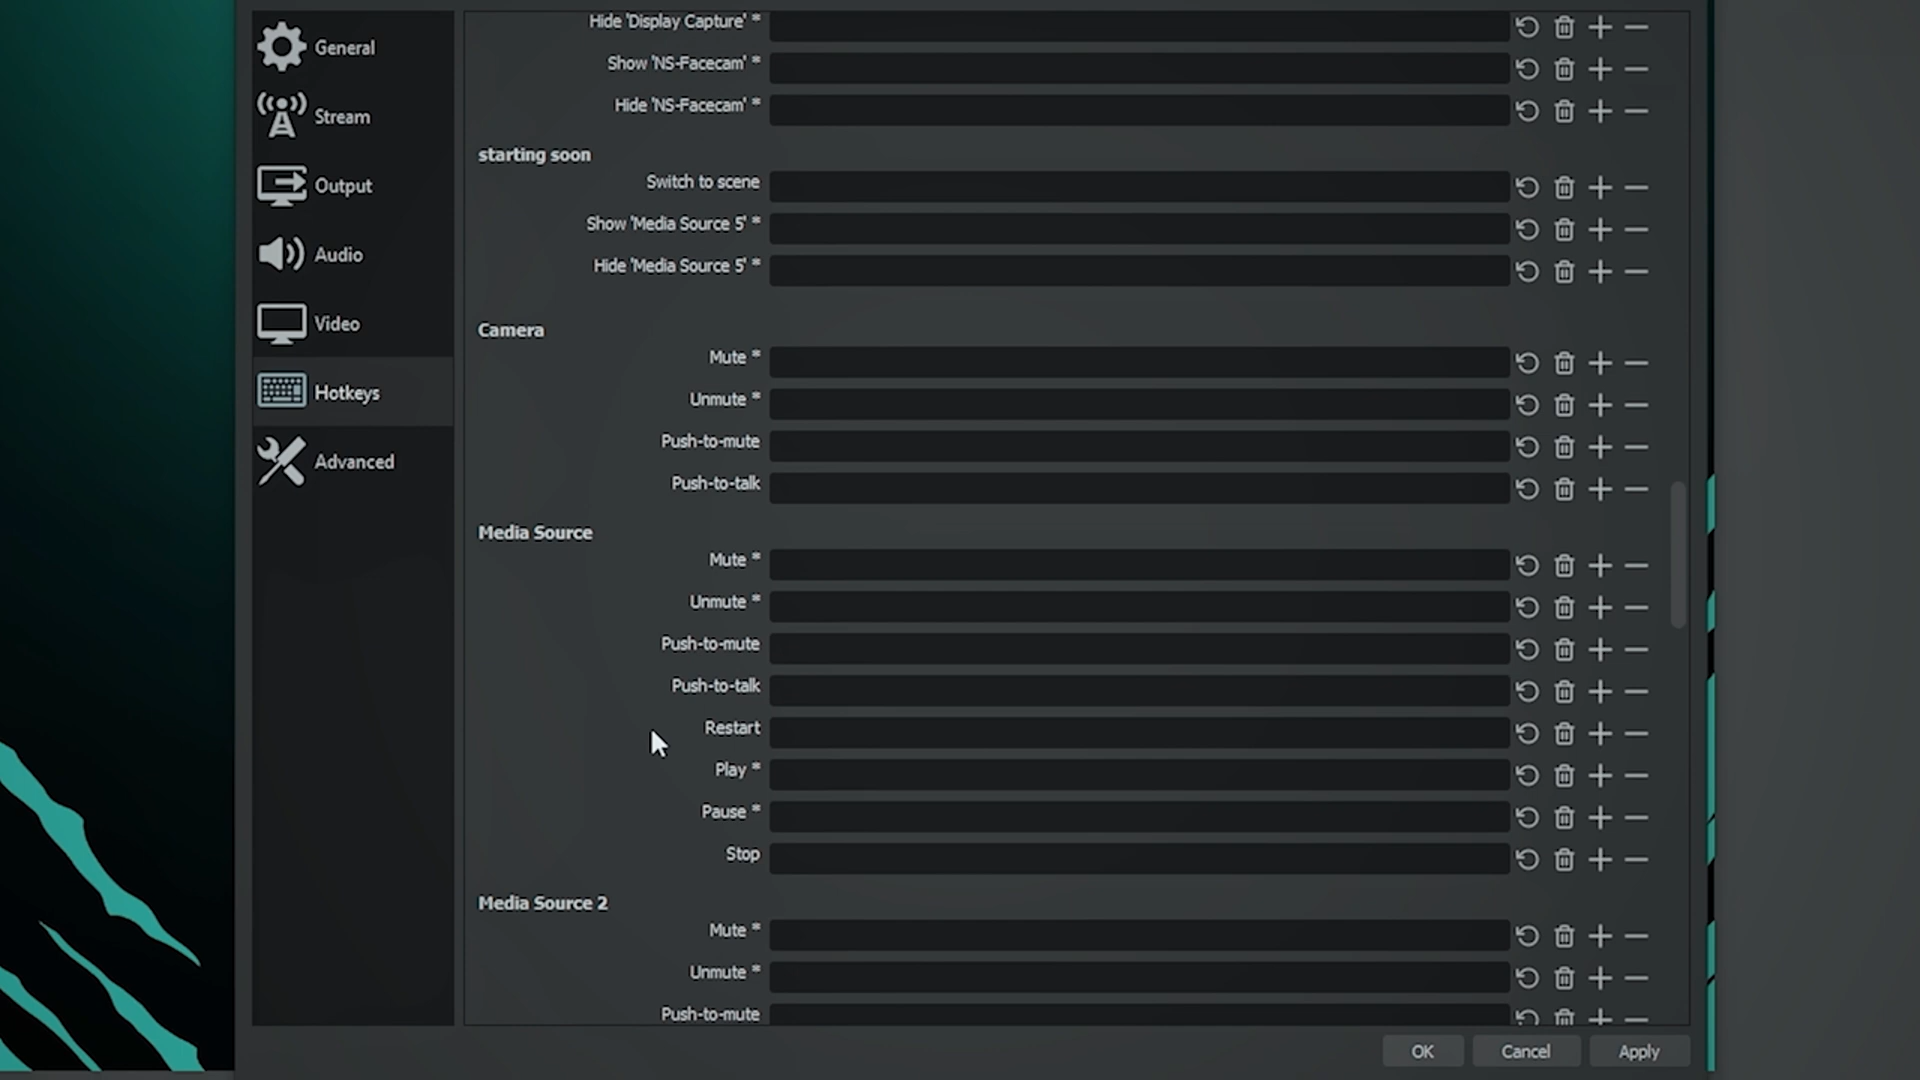 General
Stream
Output
Audio
Video
Hotkeys
Advanced
Hide 'Display Capture' *
Show 'NS-Facecam' *
Hide 'NS-Facecam' *
starting soon
Switch to scene
Show 'Media Source 5' *
Hide 'Media Source 5' *
Camera
Mute *
Unmute *
Push-to-mute
Push-to-talk
Media Source
Mute *
Unmute *
Push-to-mute
Push-to-talk
Restart
Play *
Pause *
Stop
Media Source 2
Mute *
Unmute *
Push-to-mute
OK Cancel Apply